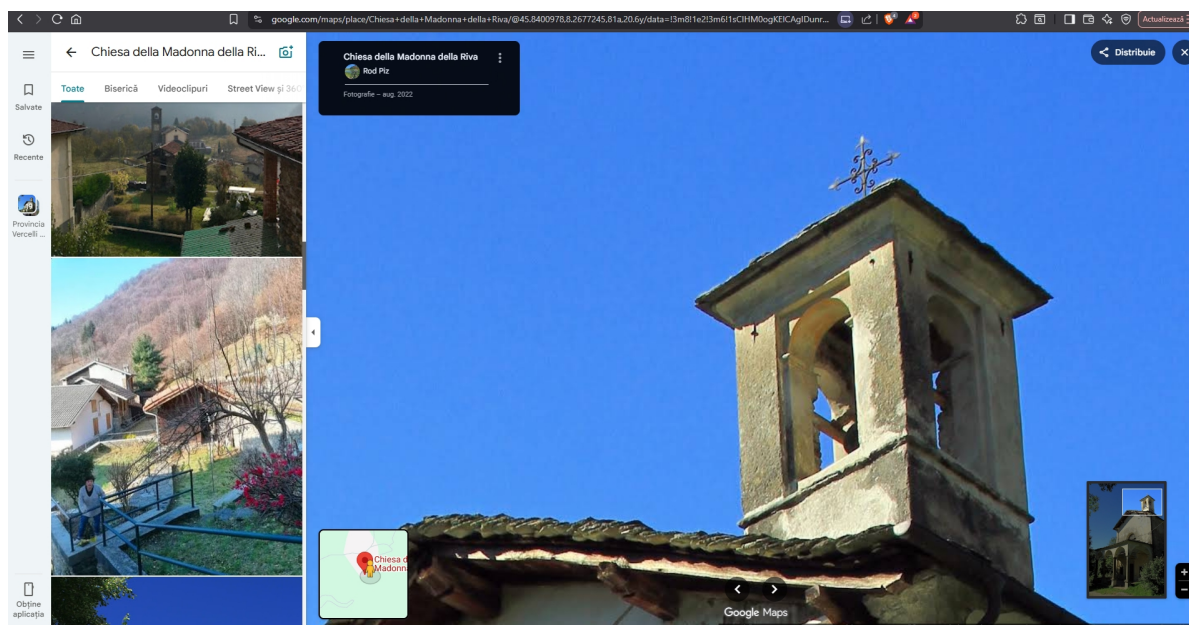 google.com/maps/place/Chiesa+della+Madonna+della+Riva/@45.8400978,8.2677245,81a,20.6y/data=!3m8!1e2!3m6!1sCIHM0ogKEICAgIDunr...
2
Actualizează
Chiesa della Madonna della Ri...
Toate Biserică Videoclipuri Street View și 360
Salvate
Recente
Provincia
Vercelli ...
Obține
aplicația
Chiesa della Madonna della Riva
Rod Piz
Fotografie – aug. 2022
Distribuie
Chiesa d
Madonna
Google Maps